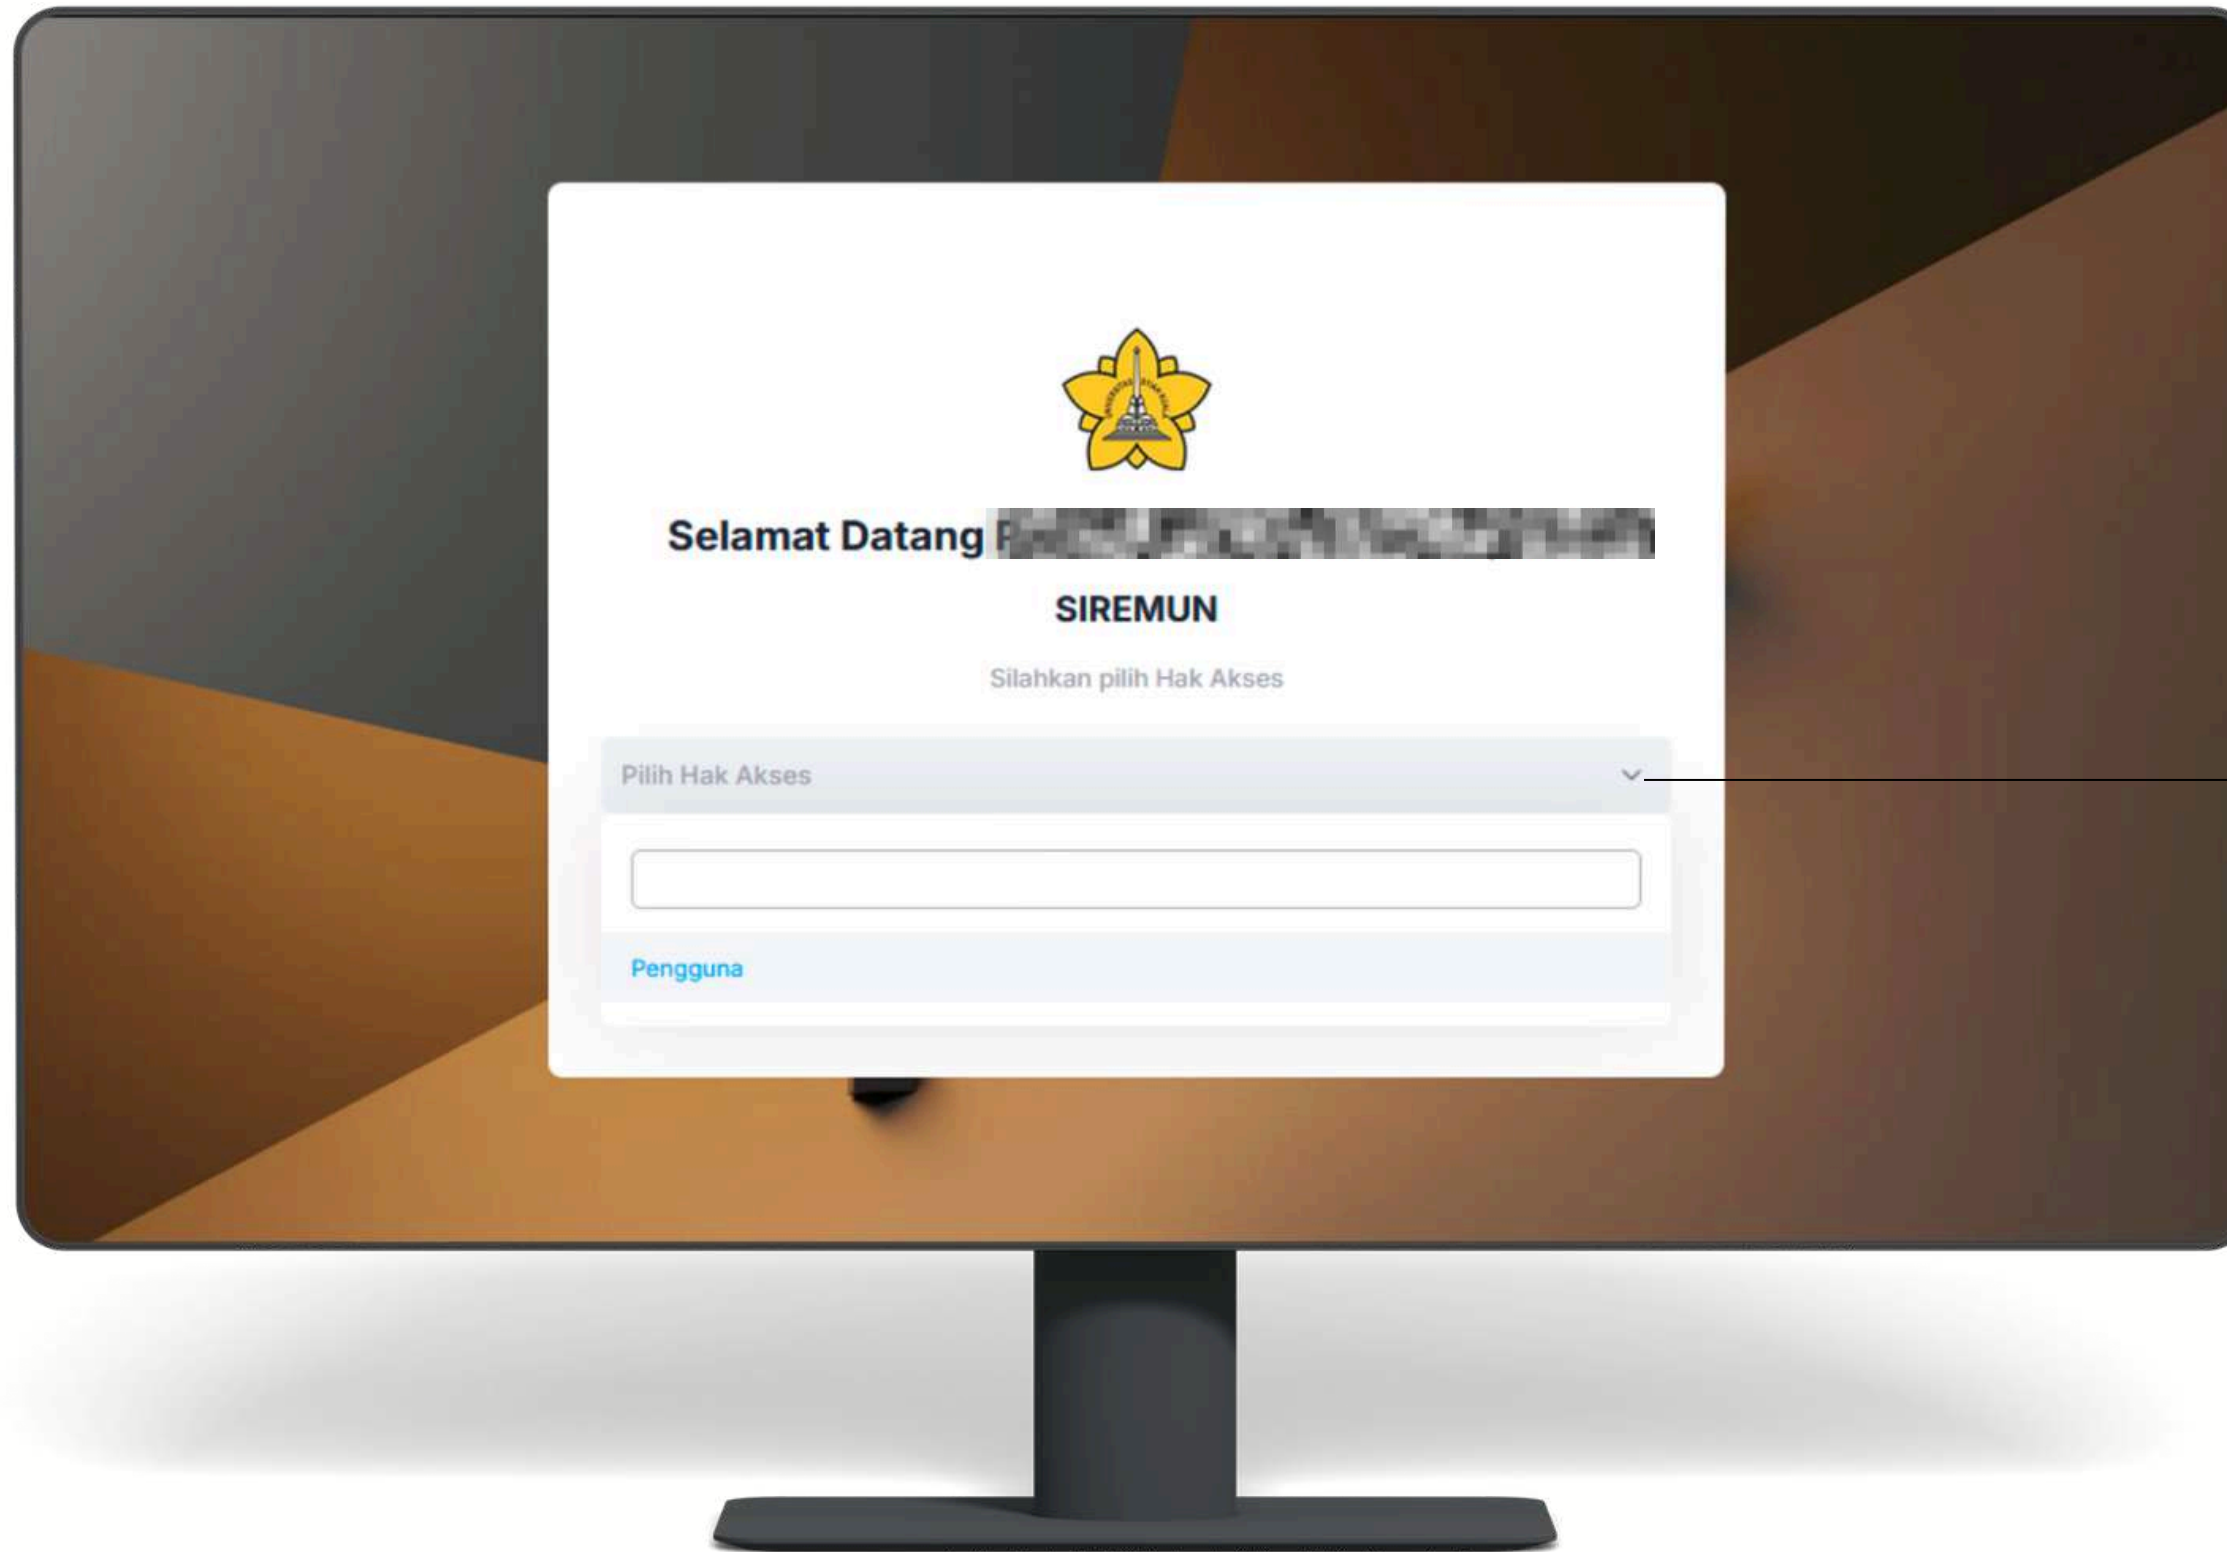 Selamat Datang
SIREMUN
Silahkan pilih Hak Akses
Pilih Hak Akses
Pengguna